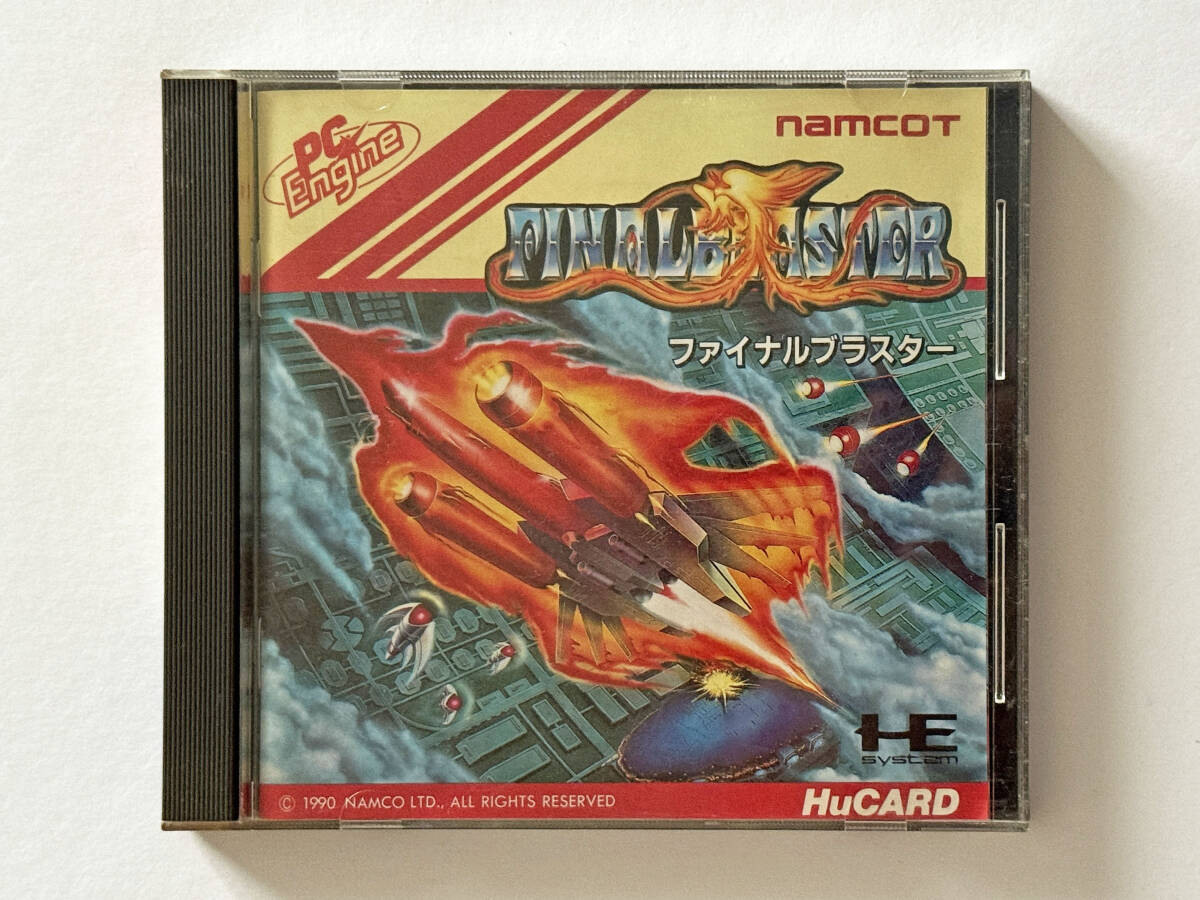 PC Engine
namcoT
FINAL BLASTER
ファイナルブラスター
HE
system
© 1990 NAMCO LTD., ALL RIGHTS RESERVED
HuCARD